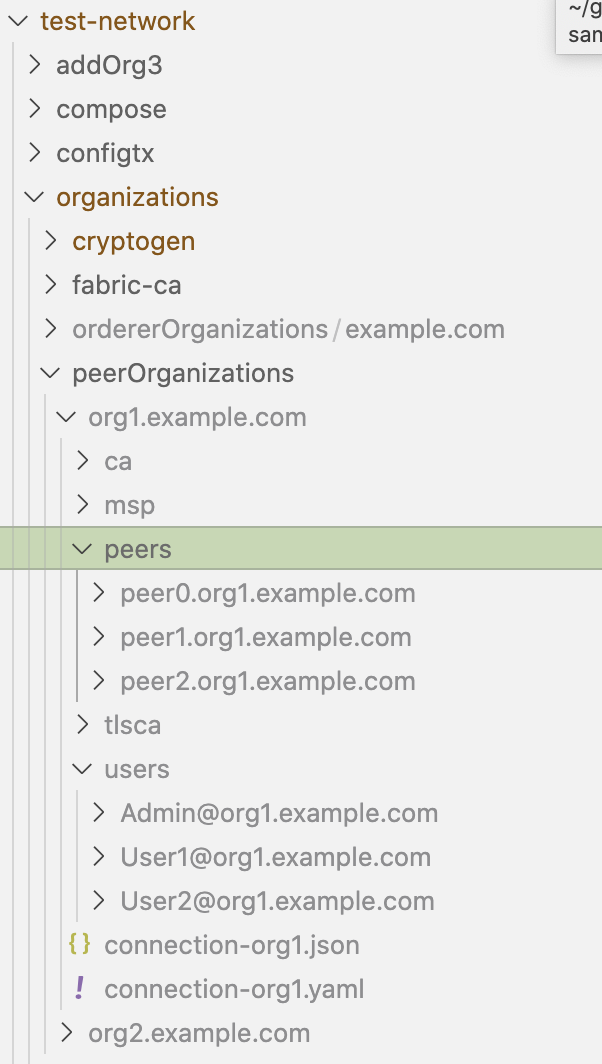 test-network
~/g
sam
addOrg3
compose
configtx
organizations
cryptogen
fabric-ca
ordererOrganizations/example.com
peerOrganizations
org1.example.com
ca
msp
peers
peer0.org1.example.com
peer1.org1.example.com
peer2.org1.example.com
tlsca
users
Admin@org1.example.com
User1@org1.example.com
User2@org1.example.com
{} connection-org1.json
! connection-org1.yaml
org2.example.com